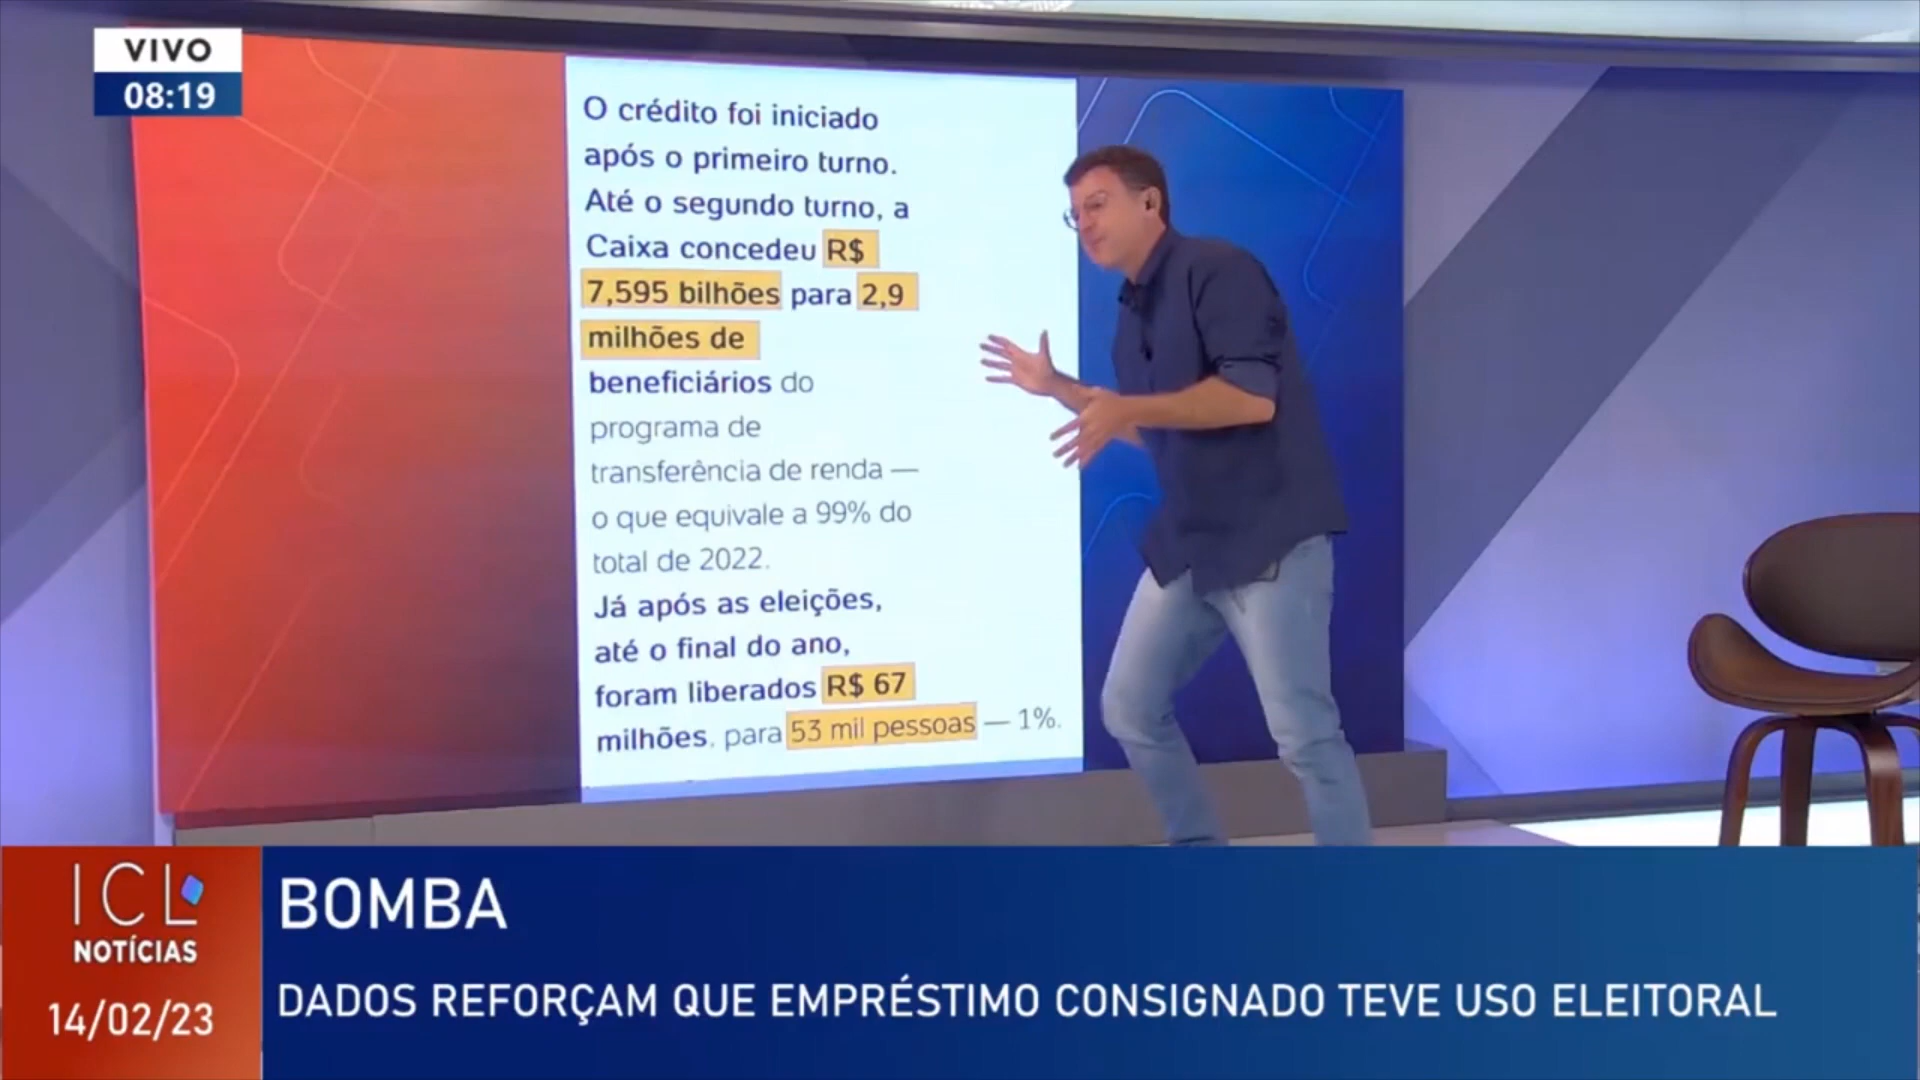 VIVO
08:19
O crédito foi iniciado
após o primeiro turno.
Até o segundo turno, a
Caixa concedeu R$
7,595 bilhões para 2,9
milhões de
beneficiários do
programa de
transferência de renda —
o que equivale a 99% do
total de 2022.
Já após as eleições,
até o final do ano,
foram liberados R$ 67
milhões, para 53 mil pessoas — 1%.
ICL
NOTÍCIAS
14/02/23
BOMBA
DADOS REFORÇAM QUE EMPRÉSTIMO CONSIGNADO TEVE USO ELEITORAL